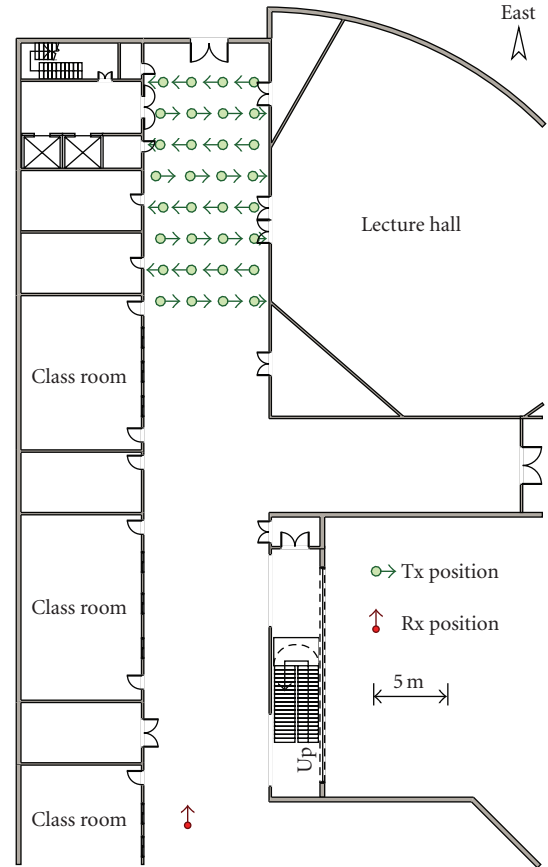 East
Lecture hall
Class room
Class room
Tx position
Rx position
5 m
Up
Class room